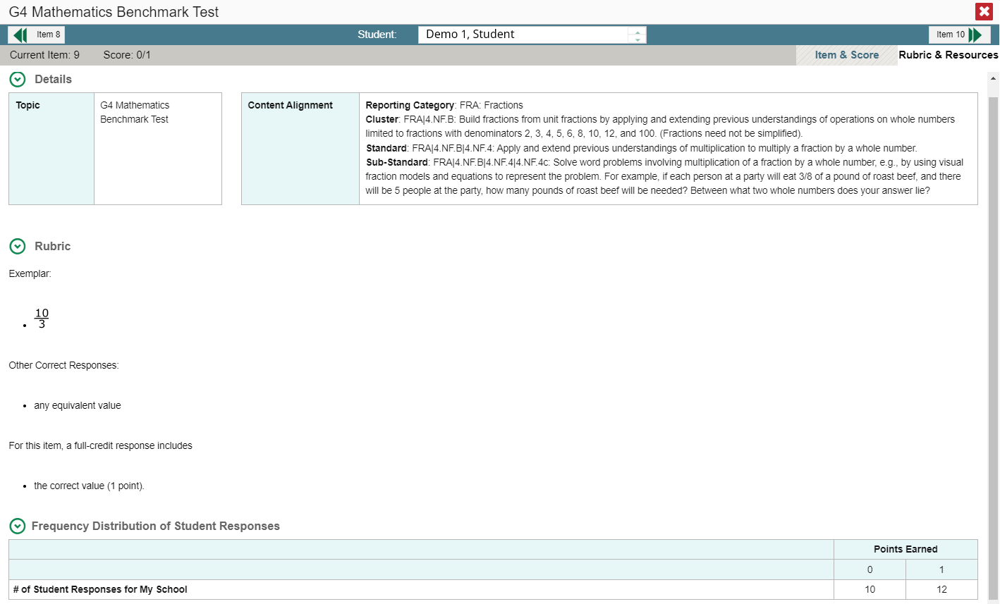 G4 Mathematics Benchmark Test
Item 8
Student:
Demo 1, Student
Item 10
Current Item: 9
Score: 0/1
Item & Score
Rubric & Resources
Details
Topic
G4 Mathematics
Benchmark Test
Content Alignment
Reporting Category: FRA: Fractions
Cluster: FRA|4.NF.B: Build fractions from unit fractions by applying and extending previous understandings of operations on whole numbers
limited to fractions with denominators 2, 3, 4, 5, 6, 8, 10, 12, and 100. (Fractions need not be simplified).
Standard: FRA|4.NF.B|4.NF.4: Apply and extend previous understandings of multiplication to multiply a fraction by a whole number.
Sub-Standard: FRA|4.NF.B|4.NF.4|4.NF.4c: Solve word problems involving multiplication of a fraction by a whole number, e.g., by using visual
fraction models and equations to represent the problem. For example, if each person at a party will eat 3/8 of a pound of roast beef, and there
will be 5 people at the party, how many pounds of roast beef will be needed? Between what two whole numbers does your answer lie?
Rubric
Exemplar:
• 10
3
Other Correct Responses:
• any equivalent value
For this item, a full-credit response includes
• the correct value (1 point).
Frequency Distribution of Student Responses
Points Earned
0 1
# of Student Responses for My School 10 12